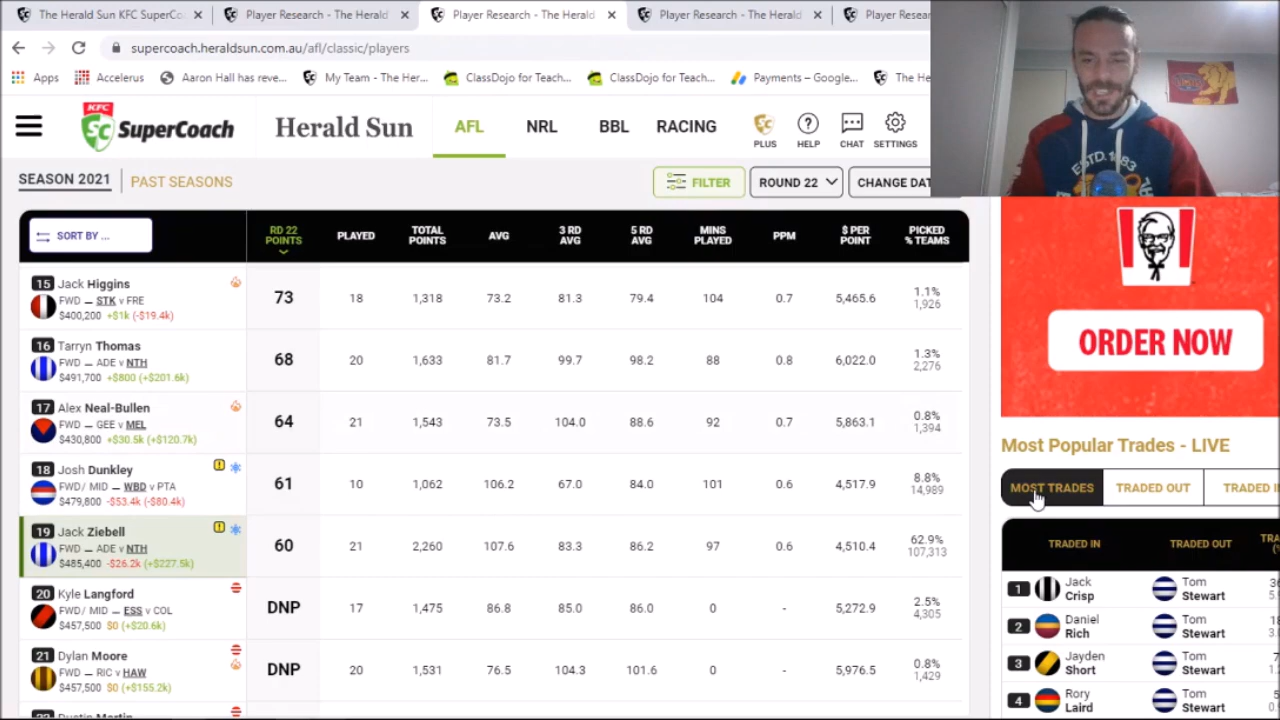 The Herald Sun KFC SuperCo
Player Research - The Herald
Player Research - The Herald
Player Research - The Herald
Player Rese
supercoach.heraldsun.com.au/afl/classic/players
Apps
Accelerus
Aaron Hall has reve...
My Team - The Her...
ClassDojo for Teach...
ClassDojo for Teach...
Payments – Google...
The He
KFC
SC SuperCoach
Herald Sun
AFL
NRL
BBL
RACING
PLUS
HELP
CHAT
SETTINGS
ESTD. 1883
SEASON 2021
PAST SEASONS
FILTER
ROUND 22
CHANGE DAT
SORT BY ...
RD 22 POINTS
PLAYED
TOTAL POINTS
AVG
3 RD AVG
5 RD AVG
MINS PLAYED
PPM
$ PER POINT
PICKED % TEAMS
15 Jack Higgins
FWD – STK v FRE
$400,200 +$1k (-$19.4k)
73 18 1,318 73.2 81.3 79.4 104 0.7 5,465.6 1.1%
1,926
16 Tarryn Thomas
FWD – ADE v NTH
$491,700 +$800 (+$201.6k)
68 20 1,633 81.7 99.7 98.2 88 0.8 6,022.0 1.3%
2,276
17 Alex Neal-Bullen
FWD – GEE v MEL
$430,800 +$30.5k (+$120.7k)
64 21 1,543 73.5 104.0 88.6 92 0.7 5,863.1 0.8%
1,394
18 Josh Dunkley
FWD/ MID – WBD v PTA
$479,800 -$53.4k (-$80.4k)
61 10 1,062 106.2 67.0 84.0 101 0.6 4,517.9 8.8%
14,989
19 Jack Ziebell
FWD – ADE v NTH
$485,400 -$26.2k (+$227.5k)
60 21 2,260 107.6 83.3 86.2 97 0.6 4,510.4 62.9%
107,313
20 Kyle Langford
FWD/ MID – ESS v COL
$457,500 $0 (+$20.6k)
DNP 17 1,475 86.8 85.0 86.0 0 - 5,272.9 2.5%
4,305
21 Dylan Moore
FWD – RIC v HAW
$457,500 $0 (+$155.2k)
DNP 20 1,531 76.5 104.3 101.6 0 - 5,976.5 0.8%
1,429
ORDER NOW
Most Popular Trades - LIVE
MOST TRADES
TRADED OUT
TRADED I
TRADED IN
TRADED OUT
TRA
1 Jack Crisp Tom Stewart
2 Daniel Rich Tom Stewart
3 Jayden Short Tom Stewart
4 Rory Laird Tom Stewart